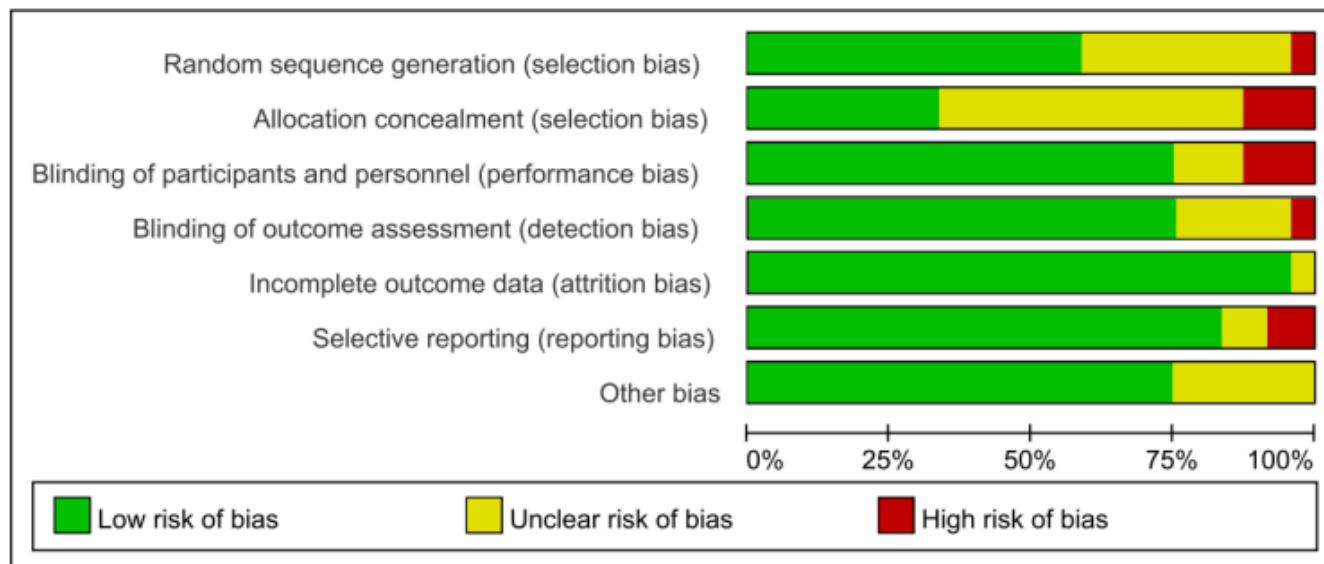 Random sequence generation (selection bias)
Allocation concealment (selection bias)
Blinding of participants and personnel (performance bias)
Blinding of outcome assessment (detection bias)
Incomplete outcome data (attrition bias)
Selective reporting (reporting bias)
Other bias
0% 25% 50% 75% 100%
Low risk of bias Unclear risk of bias High risk of bias